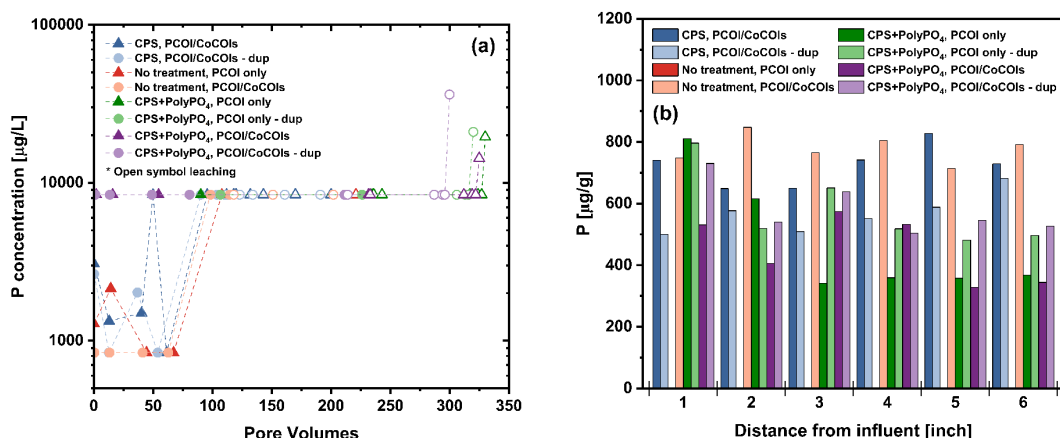 100000
10000
1000
P concentration [µg/L]
(a)
CPS, PCOI/CoCOIs
CPS, PCOI/CoCOIs - dup
No treatment, PCOI only
No treatment, PCOI/CoCOIs
CPS+PolyPO₄, PCOI only
CPS+PolyPO₄, PCOI only - dup
CPS+PolyPO₄, PCOI/CoCOIs
CPS+PolyPO₄, PCOI/CoCOIs - dup
* Open symbol leaching
0 50 100 150 200 250 300 350
Pore Volumes
1200
1000
800
600
400
200
0
P [µg/g]
(b)
CPS, PCOI/CoCOIs
CPS, PCOI/CoCOIs - dup
No treatment, PCOI only
No treatment, PCOI/CoCOIs
CPS+PolyPO₄, PCOI only
CPS+PolyPO₄, PCOI only - dup
CPS+PolyPO₄, PCOI/CoCOIs
CPS+PolyPO₄, PCOI/CoCOIs - dup
1 2 3 4 5 6
Distance from influent [inch]